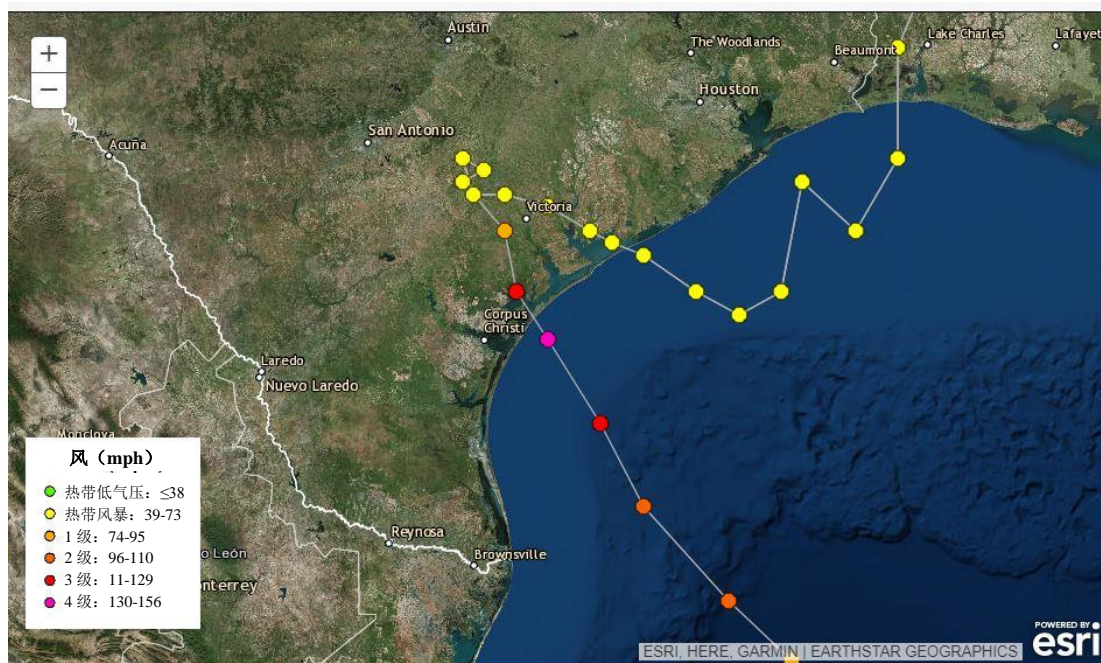 +
−
Austin
The Woodlands
Beaumont
Lake Charles
Lafayet
Houston
San Antonio
Acuña
Victoria
Corpus
Christi
Laredo
Nuevo Laredo
Monclova
风（mph）
热带低气压：≤38
热带风暴：39-73
1 级：74-95
2 级：96-110
3 级：11-129
4 级：130-156
Reynosa
Brownsville
o León
onterrey
ESRI, HERE, GARMIN | EARTHSTAR GEOGRAPHICS
POWERED BY
esri